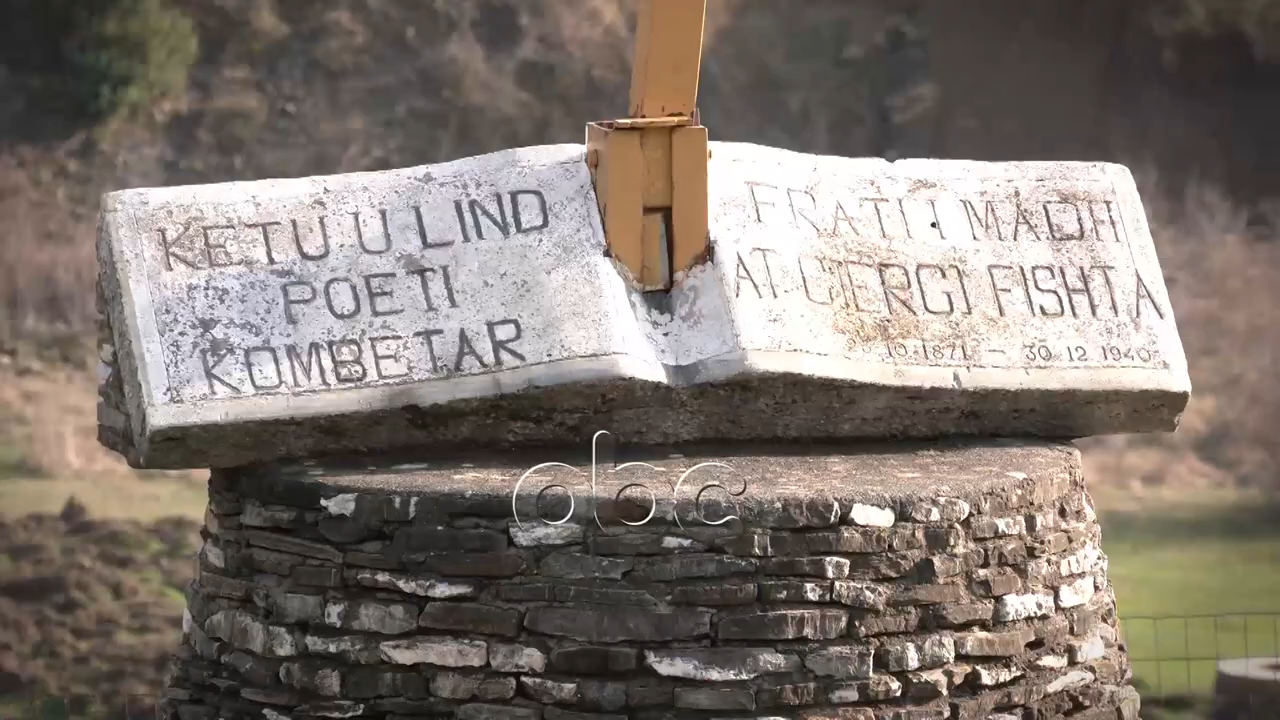 KETU U LIND
POETI
KOMBETAR
FRATI I MADH
AT GJERGJ FISHTA
10 1871 - 30 12 1940
abc